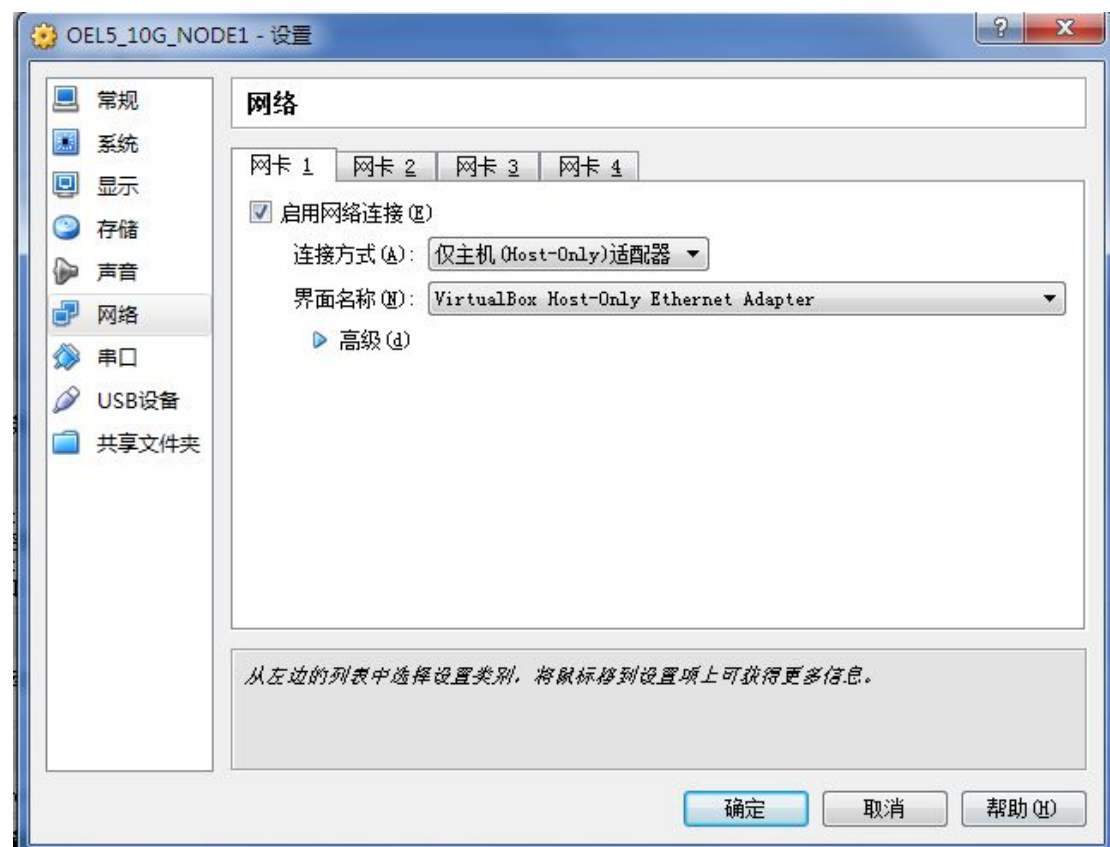 OEL5_10G_NODE1 - 设置
常规
系统
显示
存储
声音
网络
串口
USB设备
共享文件夹
网络
网卡 1 网卡 2 网卡 3 网卡 4
启用网络连接(E)
连接方式(A): 仅主机(Host-Only)适配器
界面名称(N): VirtualBox Host-Only Ethernet Adapter
高级(d)
从左边的列表中选择设置类别，将鼠标移到设置项上可获得更多信息。
确定 取消 帮助(H)